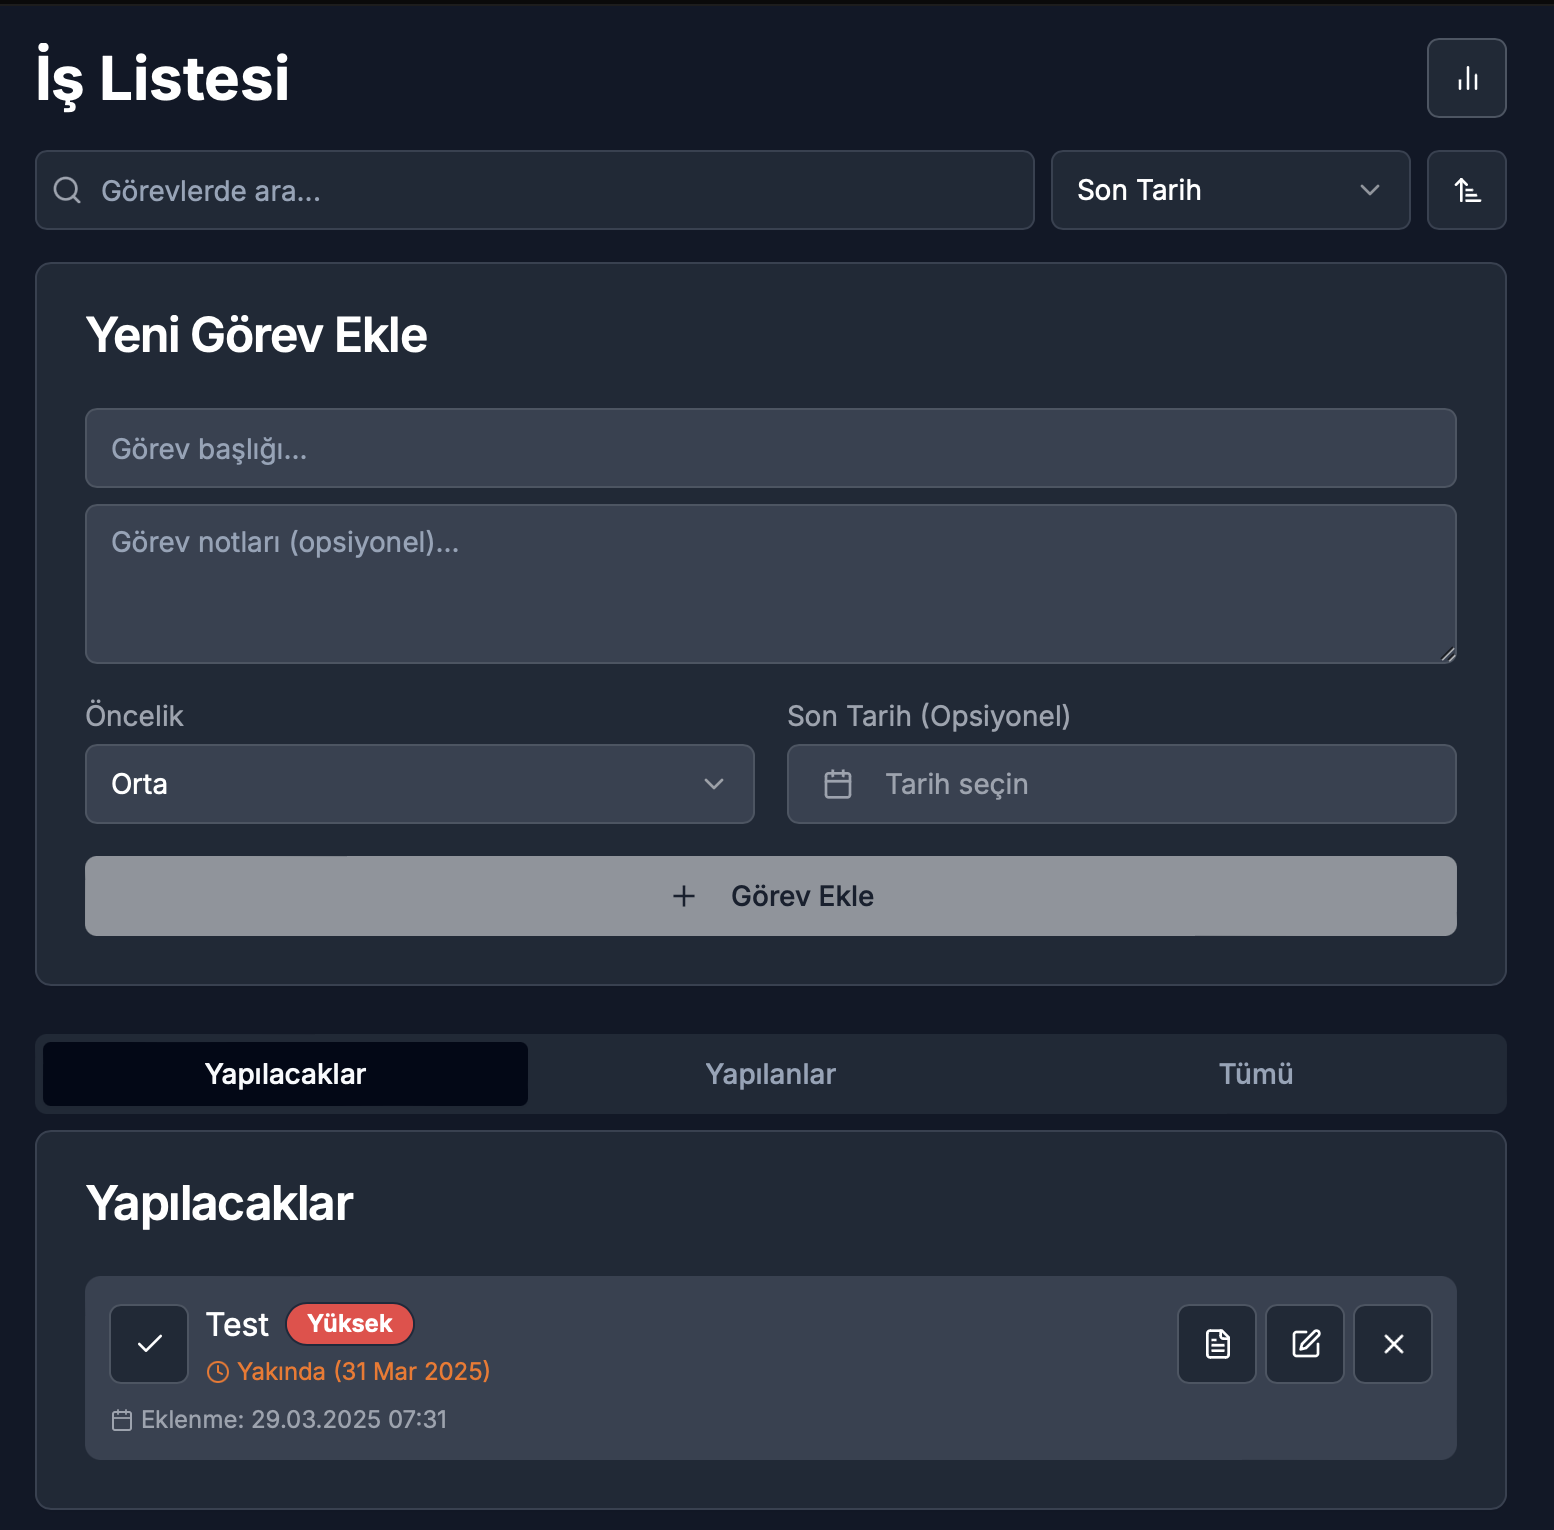 İş Listesi
Görevlerde ara...
Son Tarih
Yeni Görev Ekle
Görev başlığı...
Görev notları (opsiyonel)...
Öncelik
Son Tarih (Opsiyonel)
Orta
Tarih seçin
Görev Ekle
Yapılacaklar
Yapılanlar
Tümü
Yapılacaklar
Test Yüksek
Yakında (31 Mar 2025)
Eklenme: 29.03.2025 07:31